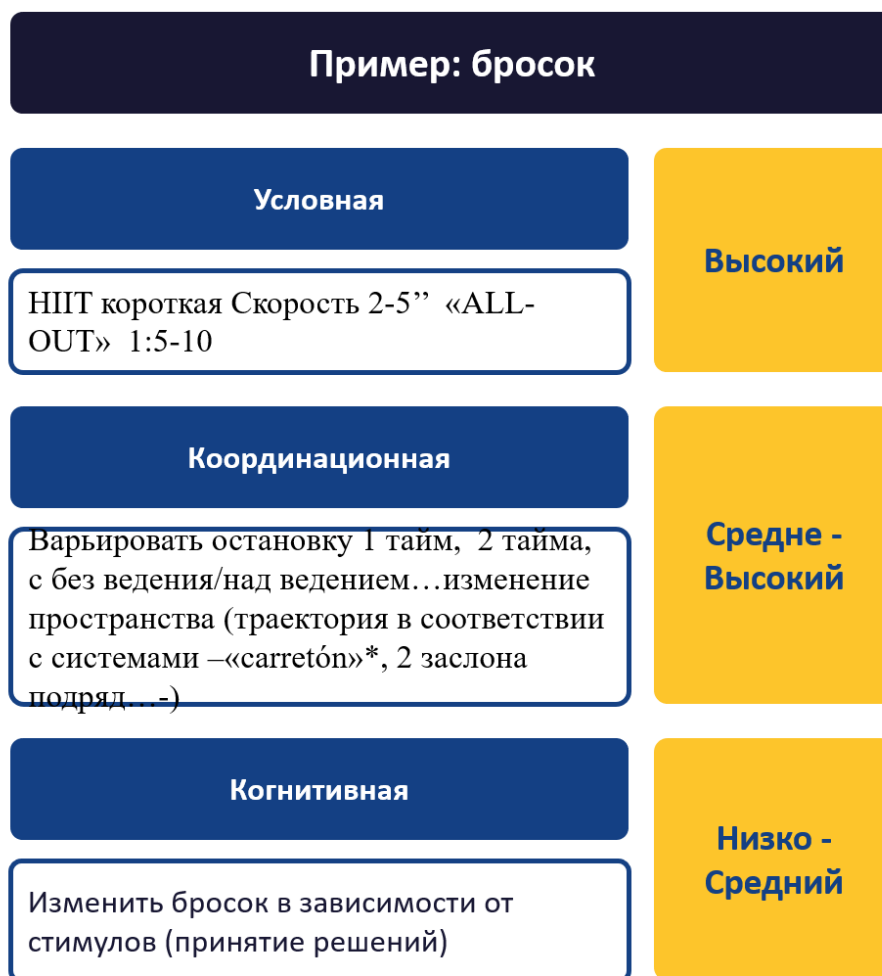 Пример: бросок
Условная
Высокий
HIIT короткая Скорость 2-5’’ «ALL-
OUT» 1:5-10
Координационная
Варьировать остановку 1 тайм, 2 тайма,
с без ведения/над ведением…изменение
пространства (траектория в соответствии
с системами –«carretón»*, 2 заслона
подряд…-)
Средне -
Высокий
Когнитивная
Изменить бросок в зависимости от
стимулов (принятие решений)
Низко -
Средний